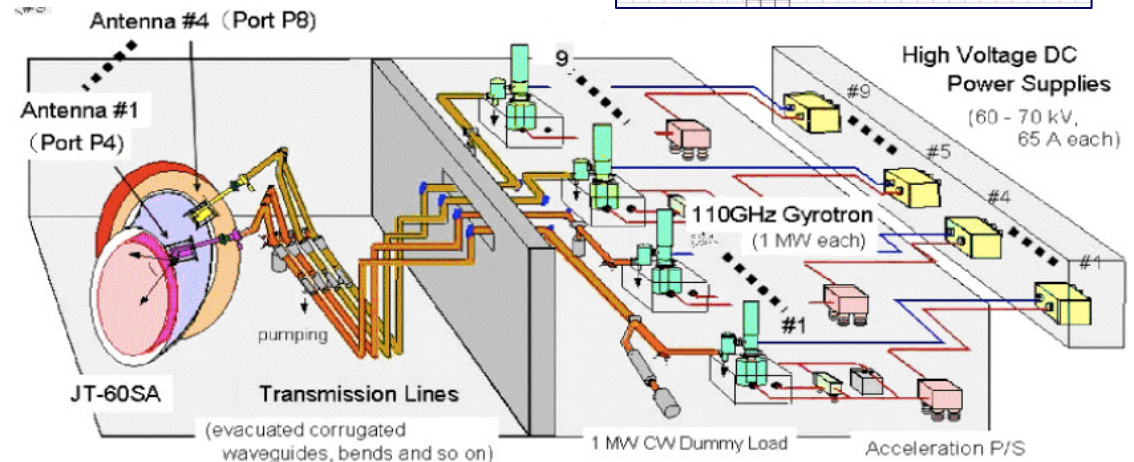 Antenna #4 (Port P8)
Antenna #1
(Port P4)
9
High Voltage DC
Power Supplies
(60 - 70 kV,
65 A each)
#9
#5
#4
#1
110GHz Gyrotron
(1 MW each)
#1
pumping
JT-60SA
Transmission Lines
(evacuated corrugated
waveguides, bends and so on)
1 MW CW Dummy Load
Acceleration P/S